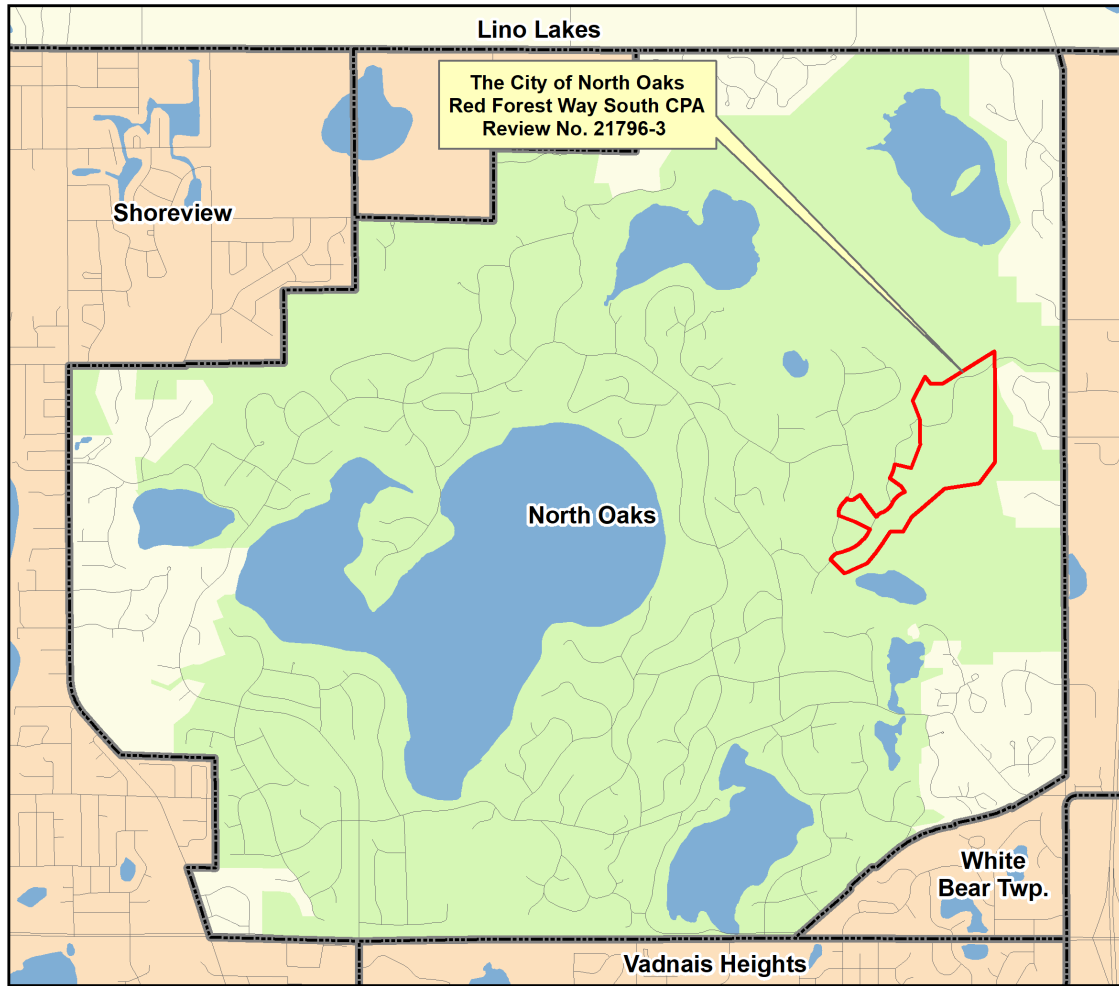 Lino Lakes
The City of North Oaks
Red Forest Way South CPA
Review No. 21796-3
Shoreview
North Oaks
White
Bear Twp.
Vadnais Heights